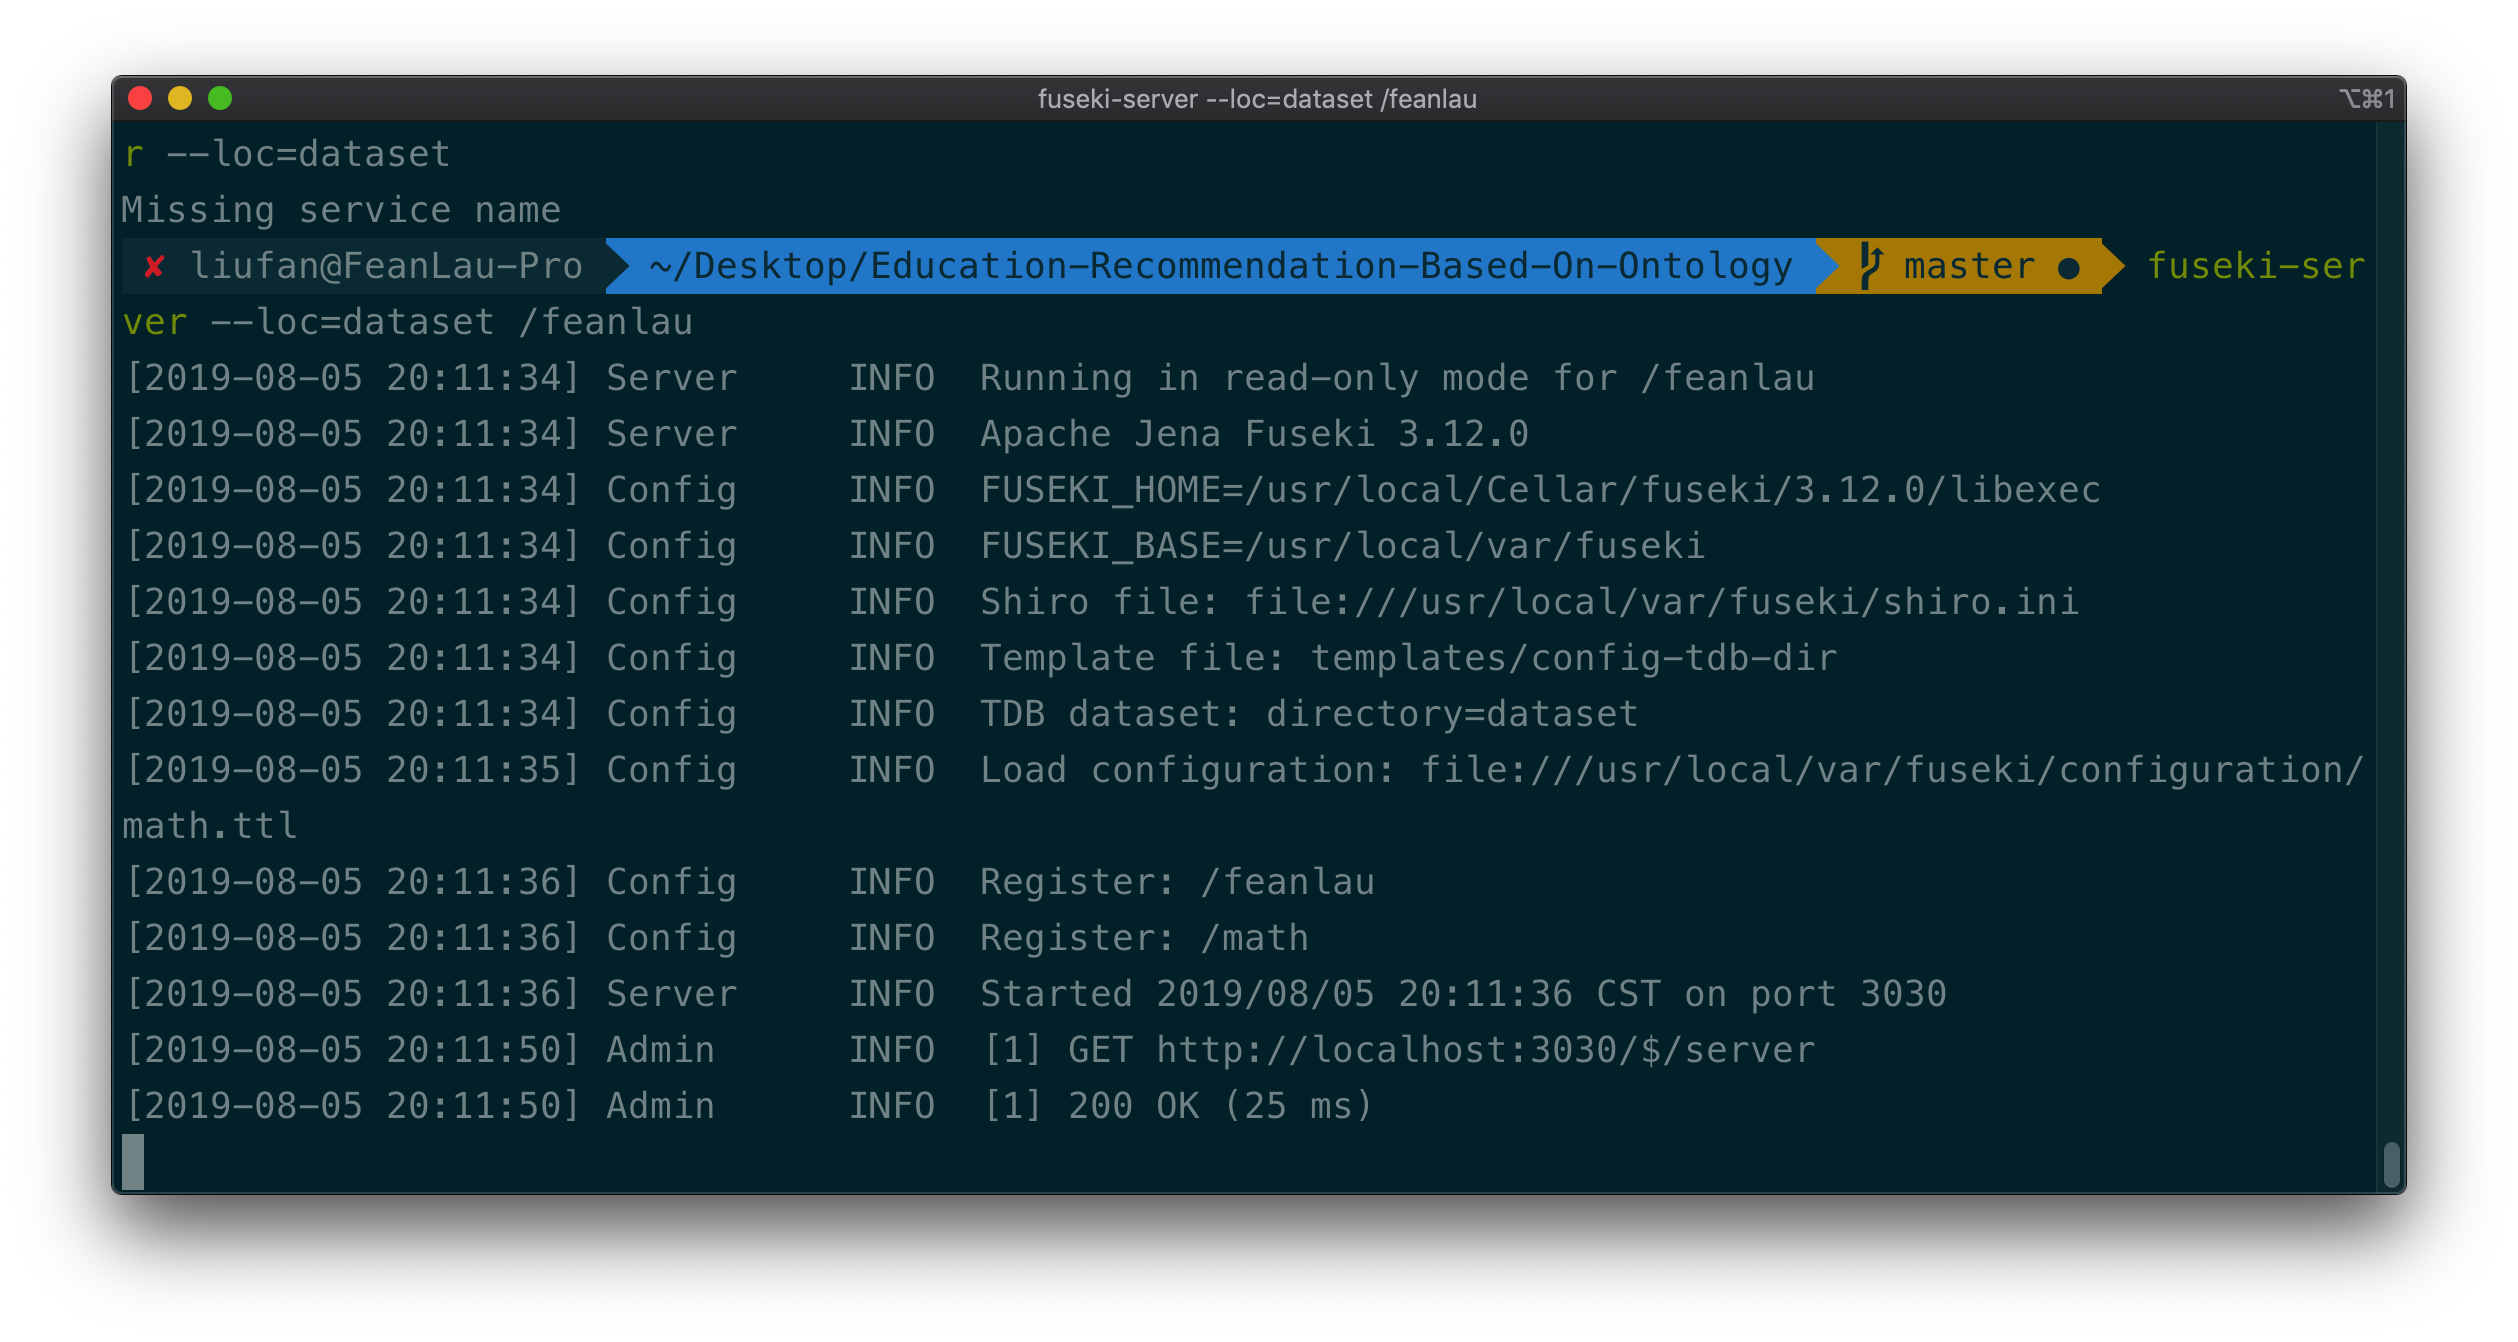 fuseki-server --loc=dataset /feanlau ⌥⌘1
r --loc=dataset
Missing service name
✘ liufan@FeanLau-Pro ~/Desktop/Education-Recommendation-Based-On-Ontology master ● fuseki-ser
ver --loc=dataset /feanlau
[2019-08-05 20:11:34] Server     INFO  Running in read-only mode for /feanlau
[2019-08-05 20:11:34] Server     INFO  Apache Jena Fuseki 3.12.0
[2019-08-05 20:11:34] Config     INFO  FUSEKI_HOME=/usr/local/Cellar/fuseki/3.12.0/libexec
[2019-08-05 20:11:34] Config     INFO  FUSEKI_BASE=/usr/local/var/fuseki
[2019-08-05 20:11:34] Config     INFO  Shiro file: file:///usr/local/var/fuseki/shiro.ini
[2019-08-05 20:11:34] Config     INFO  Template file: templates/config-tdb-dir
[2019-08-05 20:11:34] Config     INFO  TDB dataset: directory=dataset
[2019-08-05 20:11:35] Config     INFO  Load configuration: file:///usr/local/var/fuseki/configuration/
math.ttl
[2019-08-05 20:11:36] Config     INFO  Register: /feanlau
[2019-08-05 20:11:36] Config     INFO  Register: /math
[2019-08-05 20:11:36] Server     INFO  Started 2019/08/05 20:11:36 CST on port 3030
[2019-08-05 20:11:50] Admin      INFO  [1] GET http://localhost:3030/$/server
[2019-08-05 20:11:50] Admin      INFO  [1] 200 OK (25 ms)